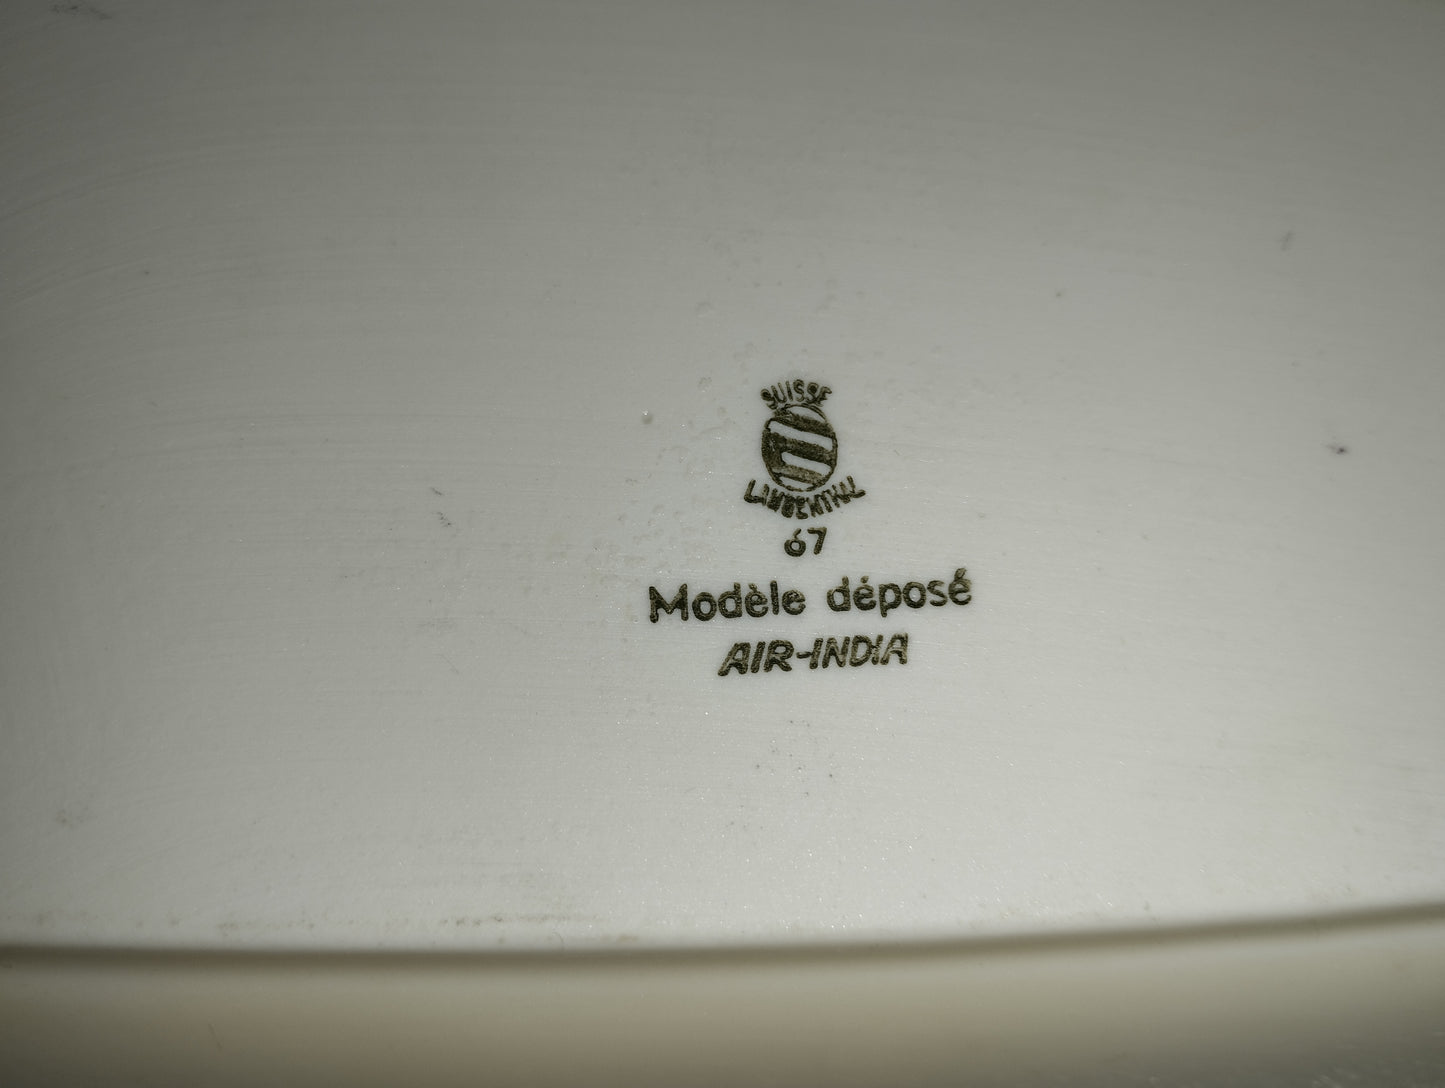 SUISSE
LANGENTHAL
67
Modèle déposé
AIR-INDIA